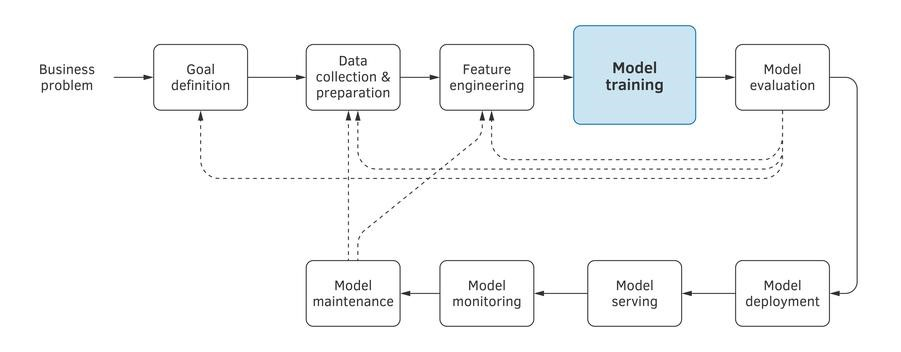 Business
problem
Goal
definition
Data
collection &
preparation
Feature
engineering
Model
training
Model
evaluation
Model
maintenance
Model
monitoring
Model
serving
Model
deployment